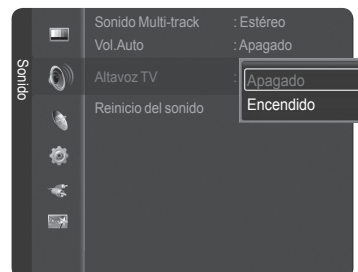 Sonido
Sonido Multi-track : Estéreo
Vol.Auto : Apagado
Altavoz TV : Apagado
Encendido
Reinicio del sonido